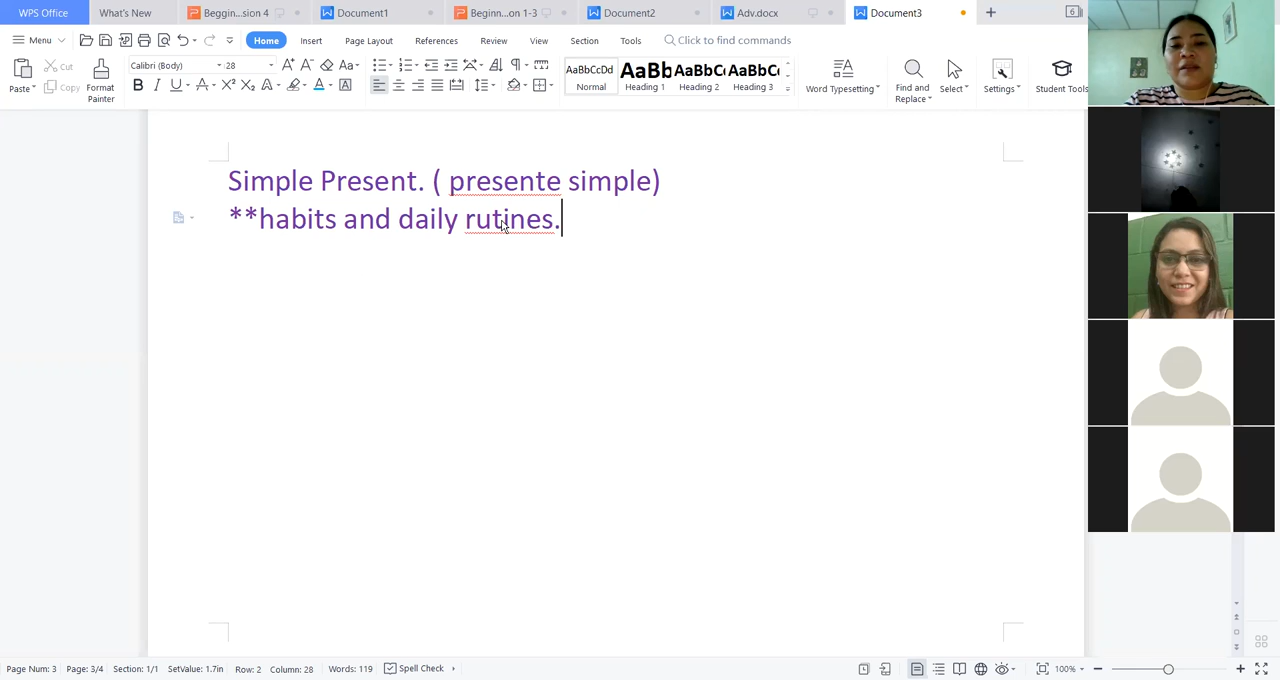 WPS Office What's New Beggin...sion 4 Document1 Beginn...on 1-3 Document2 Adv.docx Document3 6
Menu Home Insert Page Layout References Review View Section Tools Click to find commands
Paste Cut Copy Format Painter Calibri (Body) 28 AaBbCcDd Normal AaBb Heading 1 AaBbC Heading 2 AaBbC Heading 3 Word Typesetting Find and Replace Select Settings Student Tools
Simple Present. ( presente simple)
**habits and daily rutines.
Page Num: 3 Page: 3/4 Section: 1/1 SetValue: 1.7in Row: 2 Column: 28 Words: 119 Spell Check 100%